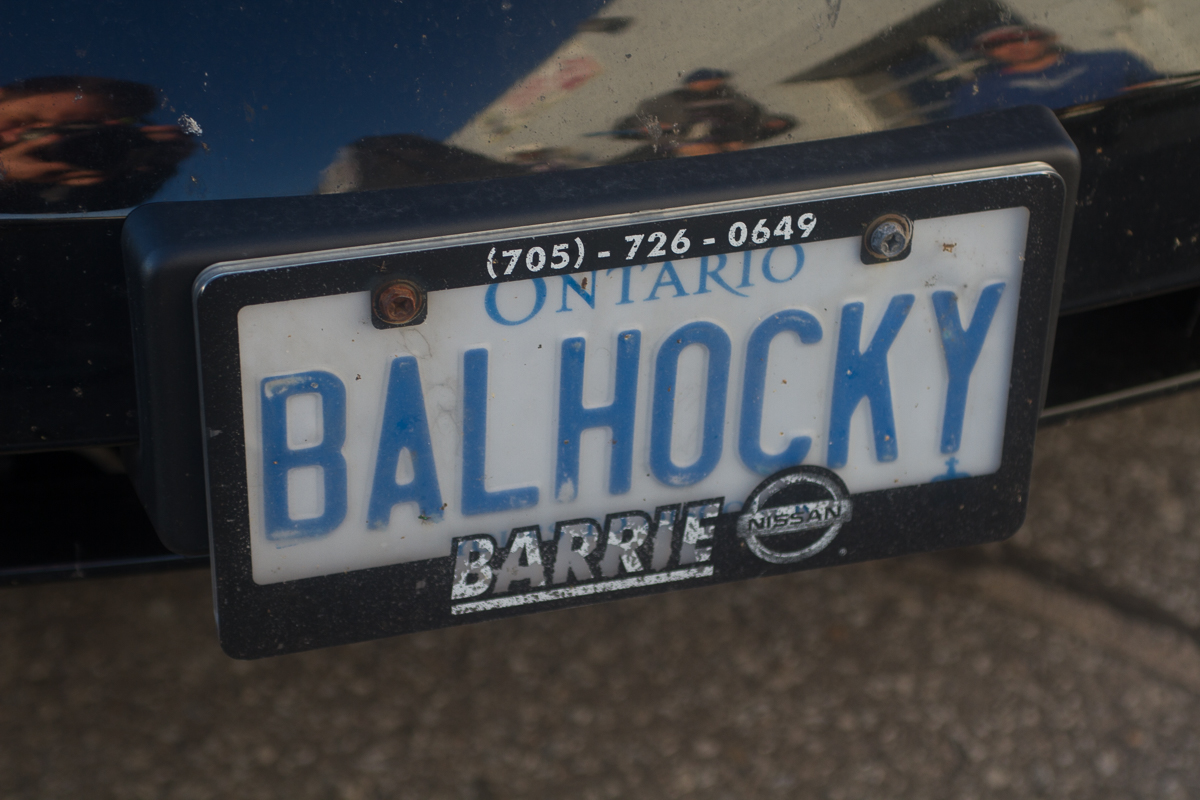 (705) - 726 - 0649
ONTARIO
BALHOCKY
BARRIE NISSAN